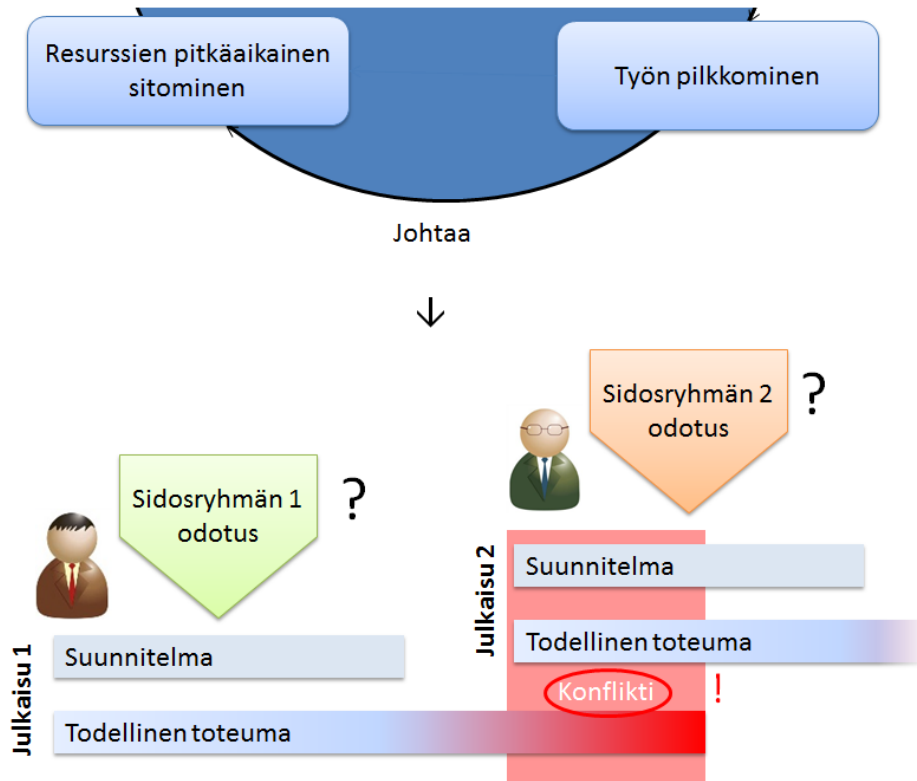 Resurssien pitkäaikainen
sitominen
Työn pilkkominen
Johtaa
Sidosryhmän 2
odotus
?
Sidosryhmän 1
odotus
?
Julkaisu 2
Suunnitelma
Todellinen toteuma
Konflikti
!
Julkaisu 1
Suunnitelma
Todellinen toteuma